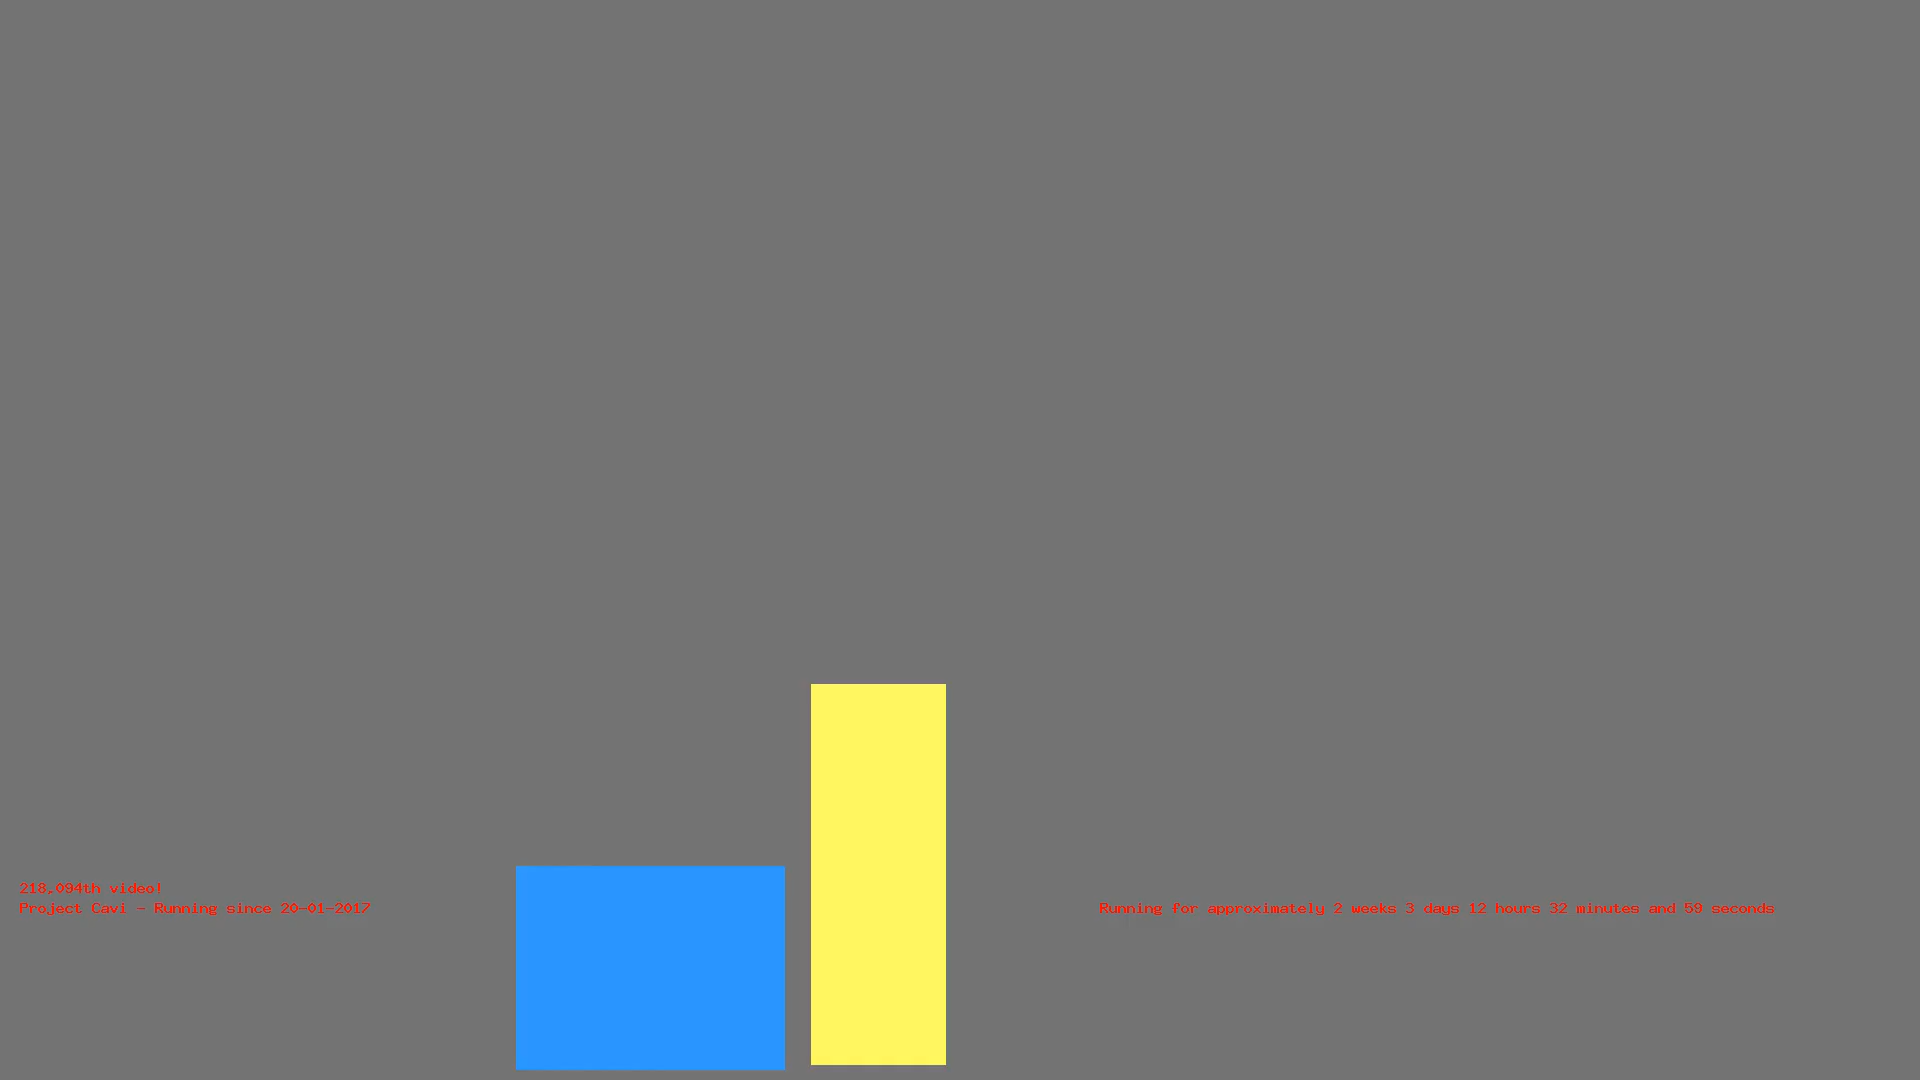 218,094th video!
Project Cavi - Running since 20-01-2017
Running for approximately 2 weeks 3 days 12 hours 32 minutes and 59 seconds